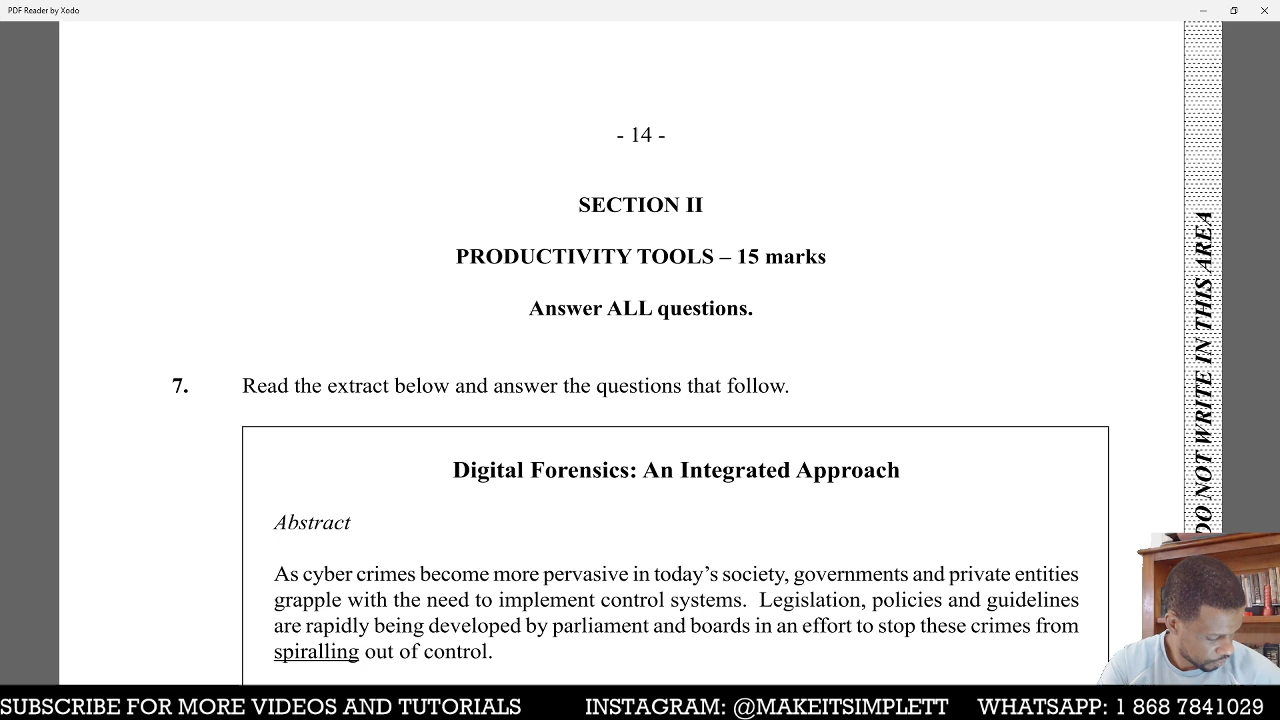 PDF Reader by Xodo
- 14 -
SECTION II
PRODUCTIVITY TOOLS – 15 marks
Answer ALL questions.
7. Read the extract below and answer the questions that follow.
Digital Forensics: An Integrated Approach
Abstract
As cyber crimes become more pervasive in today’s society, governments and private entities
grapple with the need to implement control systems. Legislation, policies and guidelines
are rapidly being developed by parliament and boards in an effort to stop these crimes from
spiralling out of control.
DO NOT WRITE IN THIS AREA
SUBSCRIBE FOR MORE VIDEOS AND TUTORIALS INSTAGRAM: @MAKEITSIMPLETT WHATSAPP: 1 868 7841029